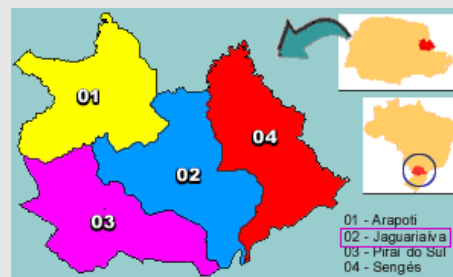 01
02
03
04
01 - Arapoti
02 - Jaguariaíva
03 - Piraí do Sul
04 - Sengés